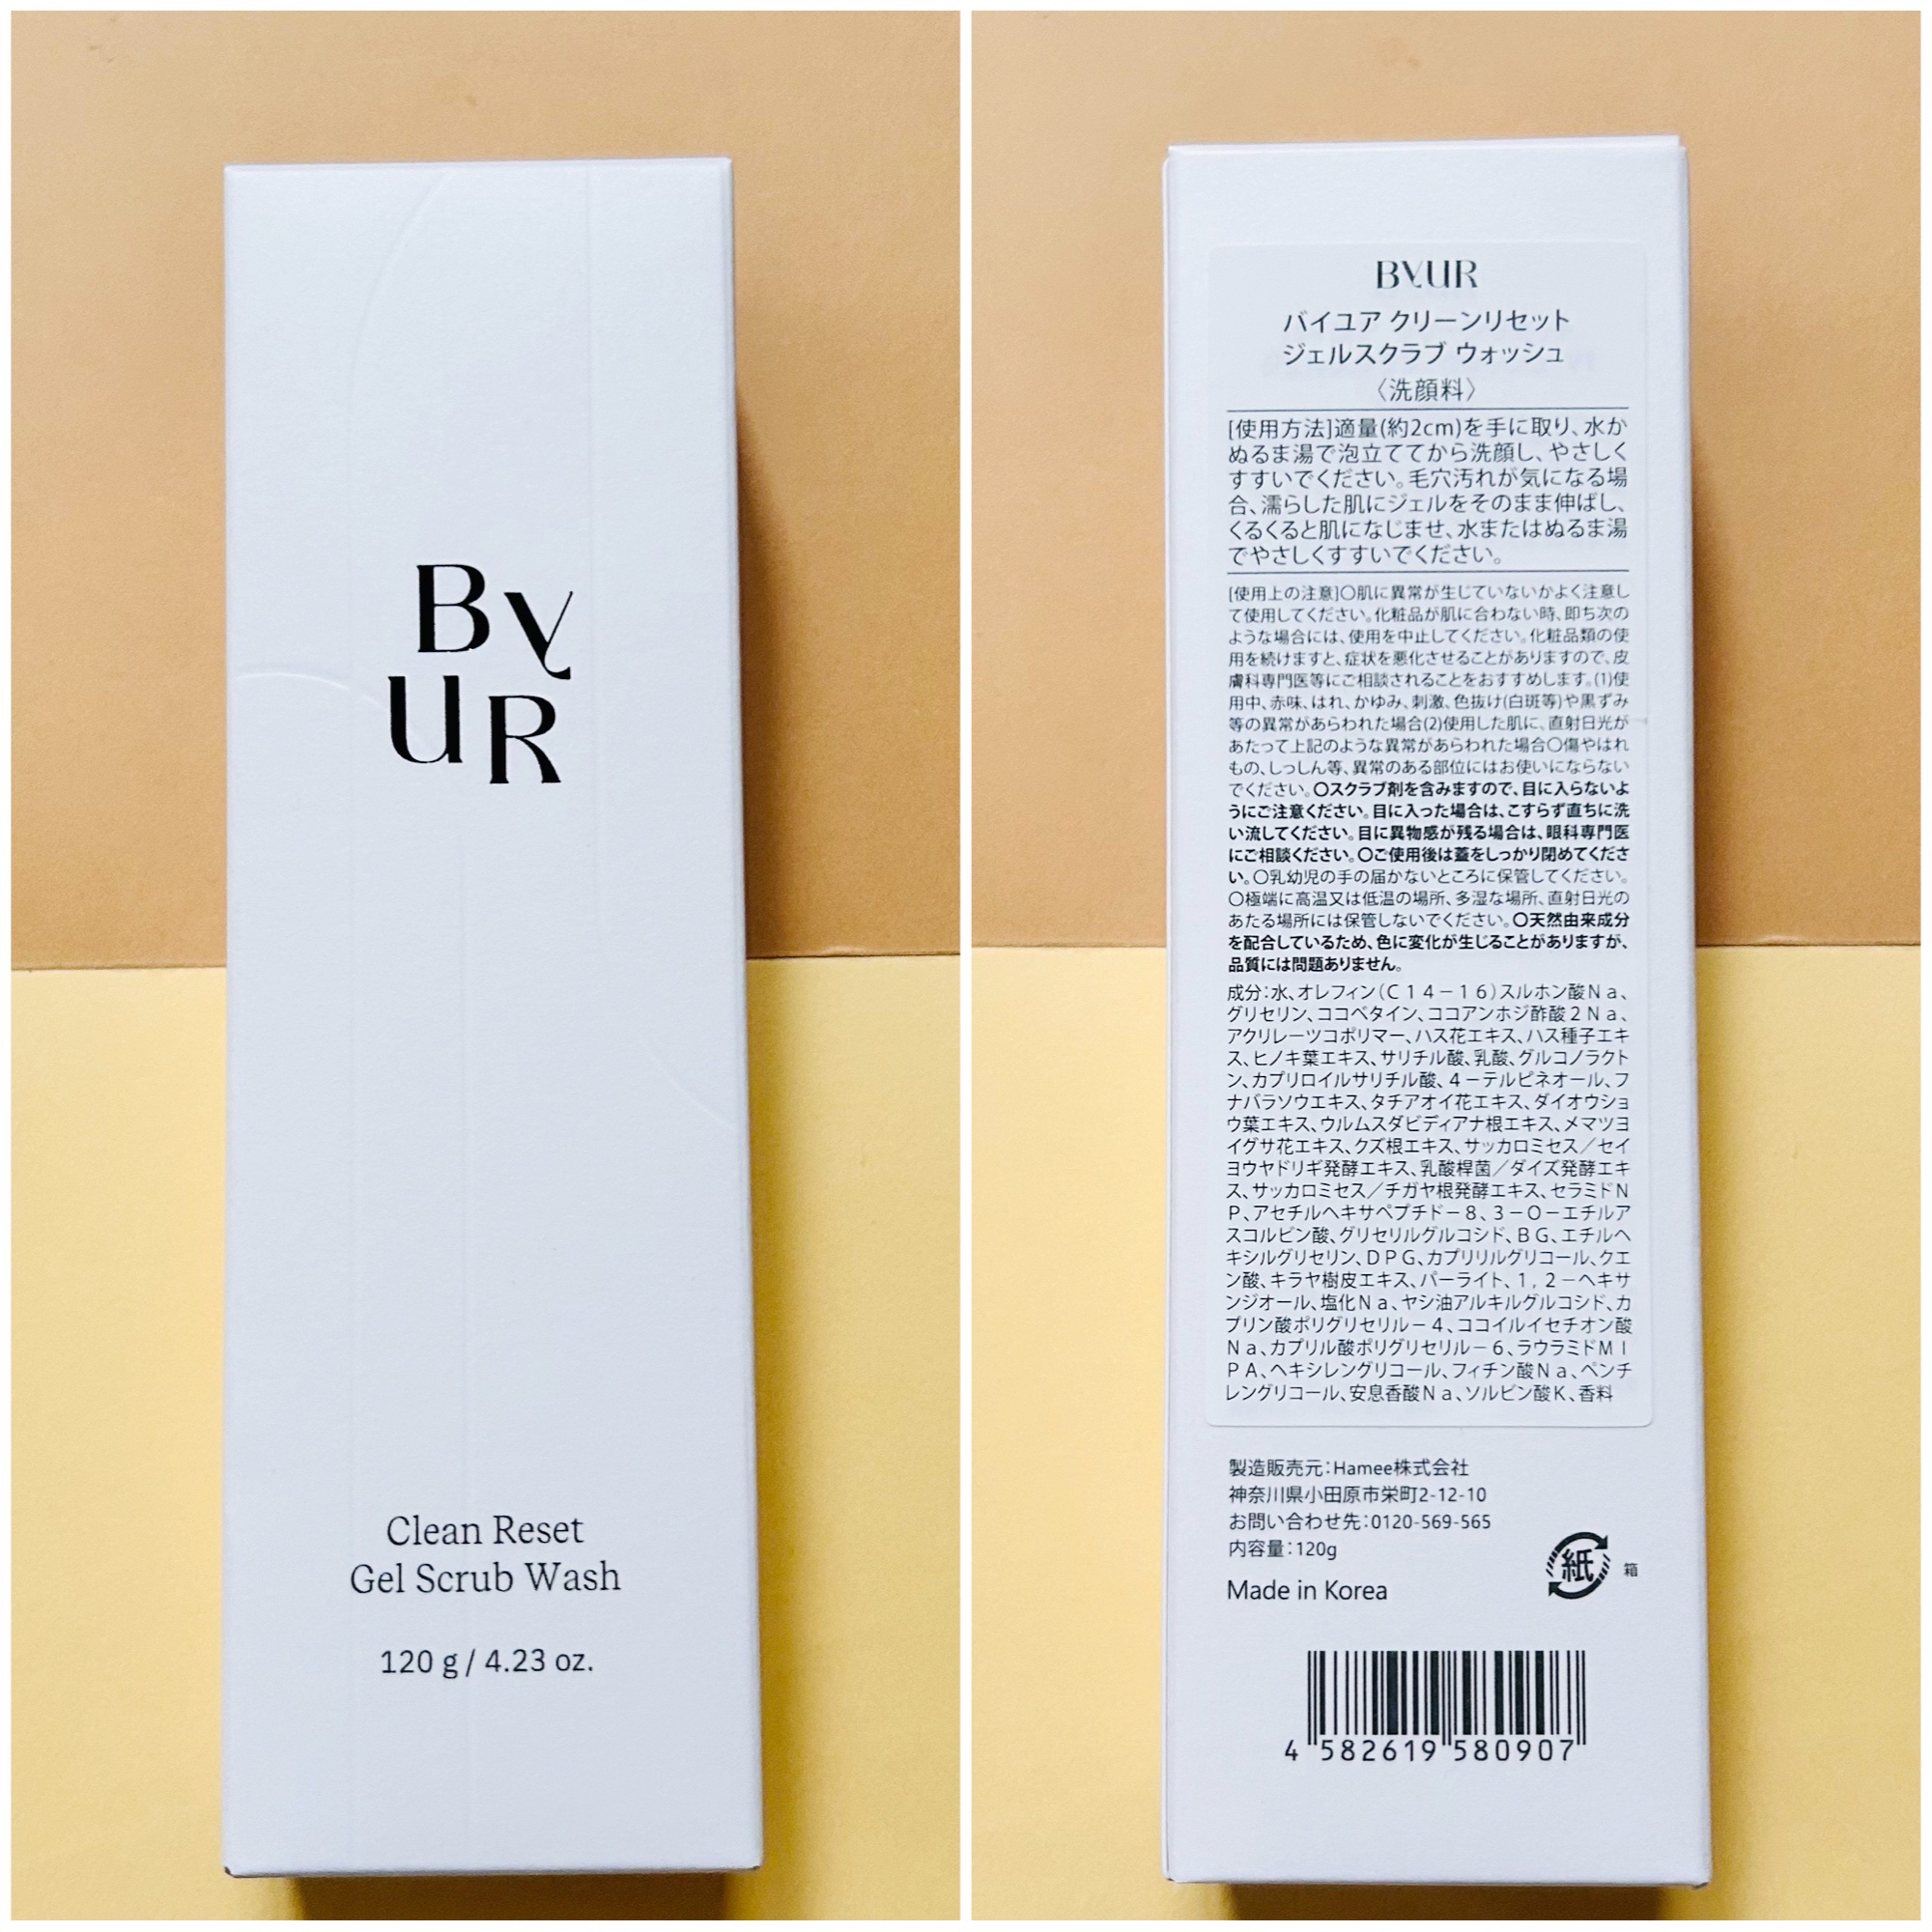 By
UR
Clean Reset
Gel Scrub Wash
120 g / 4.23 oz.
ByUR
バイユア クリーンリセット
ジェルスクラブ ウォッシュ
〈洗顔料〉
[使用方法]適量(約2cm)を手に取り、水か
ぬるま湯で泡立ててから洗顔し、やさしく
すすいでください。毛穴汚れが気になる場
合、濡らした肌にジェルをそのまま伸ばし、
くるくると肌になじませ、水またはぬるま湯
でやさしくすすいでください。
[使用上の注意]〇肌に異常が生じていないかよく注意し
て使用してください。化粧品が肌に合わない時、即ち次の
ような場合には、使用を中止してください。化粧品類の使
用を続けますと、症状を悪化させることがありますので、皮
膚科専門医等にご相談されることをおすすめします。(1)使
用中、赤味、はれ、かゆみ、刺激、色抜け(白斑等)や黒ずみ
等の異常があらわれた場合(2)使用した肌に、直射日光が
あたって上記のような異常があらわれた場合〇傷やはれ
もの、しっしん等、異常のある部位にはお使いにならない
でください。〇スクラブ剤を含みますので、目に入らないよ
うにご注意ください。目に入った場合は、こすらず直ちに洗
い流してください。目に異物感が残る場合は、眼科専門医
にご相談ください。〇ご使用後は蓋をしっかり閉めてくださ
い。〇乳幼児の手の届かないところに保管してください。
〇極端に高温又は低温の場所、多湿な場所、直射日光の
あたる場所には保管しないでください。〇天然由来成分
を配合しているため、色に変化が生じることがありますが、
品質には問題ありません。
成分：水、オレフィン（Ｃ１４－１６）スルホン酸Ｎａ、
グリセリン、ココベタイン、ココアンホジ酢酸２Ｎａ、
アクリレーツコポリマー、ハス花エキス、ハス種子エキ
ス、ヒノキ葉エキス、サリチル酸、乳酸、グルコノラクト
ン、カプリロイルサリチル酸、４－テルピネオール、フ
ナバラソウエキス、タチアオイ花エキス、ダイオウショ
ウ葉エキス、ウルムスダビディアナ根エキス、メマツヨ
イグサ花エキス、クズ根エキス、サッカロミセス／セイ
ヨウヤドリギ発酵エキス、乳酸桿菌／ダイズ発酵エキ
ス、サッカロミセス／チガヤ根発酵エキス、セラミドＮ
Ｐ、アセチルヘキサペプチド－８、３－Ｏ－エチルア
スコルビン酸、グリセリルグルコシド、ＢＧ、エチルヘ
キシルグリセリン、ＤＰＧ、カプリリルグリコール、クエ
ン酸、キラヤ樹皮エキス、パーライト、１，２－ヘキサ
ンジオール、塩化Ｎａ、ヤシ油アルキルグルコシド、カ
プリン酸ポリグリセリル－４、ココイルイセチオン酸
Ｎａ、カプリル酸ポリグリセリル－６、ラウラミドＭＩ
ＰＡ、ヘキシレングリコール、フィチン酸Ｎａ、ペンチ
レングリコール、安息香酸Ｎａ、ソルビン酸Ｋ、香料
製造販売元：Hamee株式会社
神奈川県小田原市栄町2-12-10
お問い合わせ先：0120-569-565
内容量：120g
Made in Korea
紙 箱
4 582619 580907